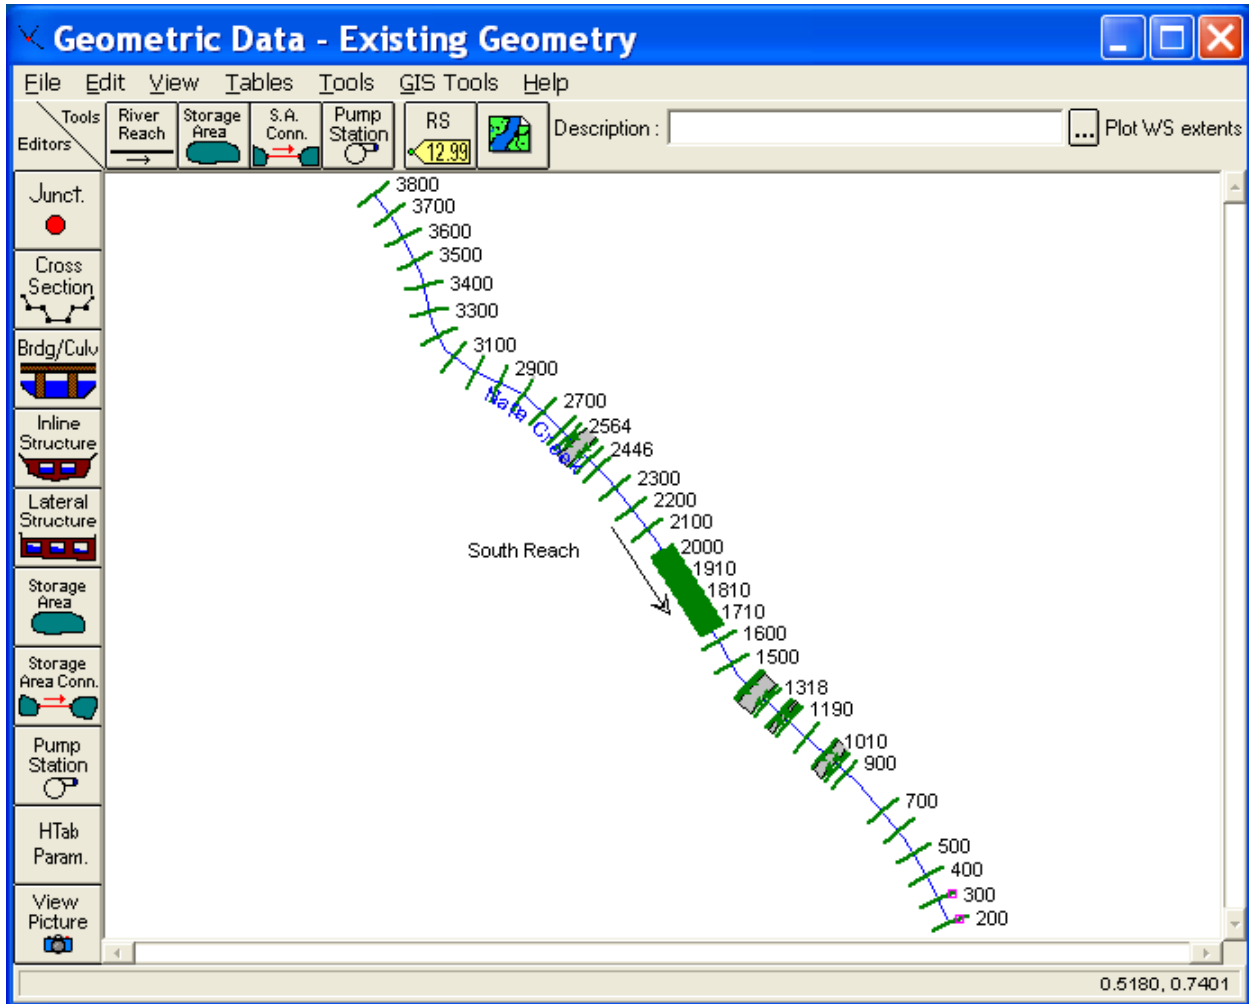 Geometric Data - Existing Geometry
File Edit View Tables Tools GIS Tools Help
Tools
Editors
River
Reach
Storage
Area
S.A.
Conn.
Pump
Station
RS
12.99
Description :
...
Plot WS extents
Junct.
Cross
Section
Brdg/Culv
Inline
Structure
Lateral
Structure
Storage
Area
Storage
Area Conn.
Pump
Station
HTab
Param.
View
Picture
3800
3700
3600
3500
3400
3300
3100
2900
2700
2564
2446
2300
2200
2100
2000
1910
1810
1710
1600
1500
1318
1190
1010
900
700
500
400
300
200
Creek
South Reach
0.5180, 0.7401